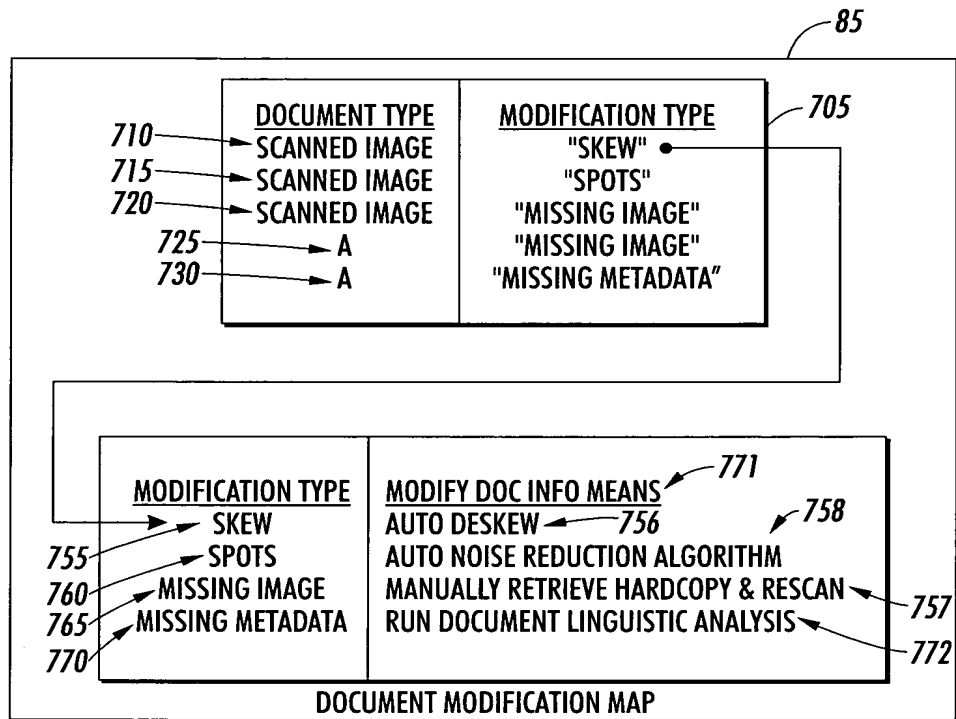 85
DOCUMENT TYPE MODIFICATION TYPE 705
710 SCANNED IMAGE "SKEW"
715 SCANNED IMAGE "SPOTS"
720 SCANNED IMAGE "MISSING IMAGE"
725 A "MISSING IMAGE"
730 A "MISSING METADATA"
771
MODIFICATION TYPE MODIFY DOC INFO MEANS
755 SKEW AUTO DESKEW 756 758
760 SPOTS AUTO NOISE REDUCTION ALGORITHM
765 MISSING IMAGE MANUALLY RETRIEVE HARDCOPY & RESCAN 757
770 MISSING METADATA RUN DOCUMENT LINGUISTIC ANALYSIS 772
DOCUMENT MODIFICATION MAP